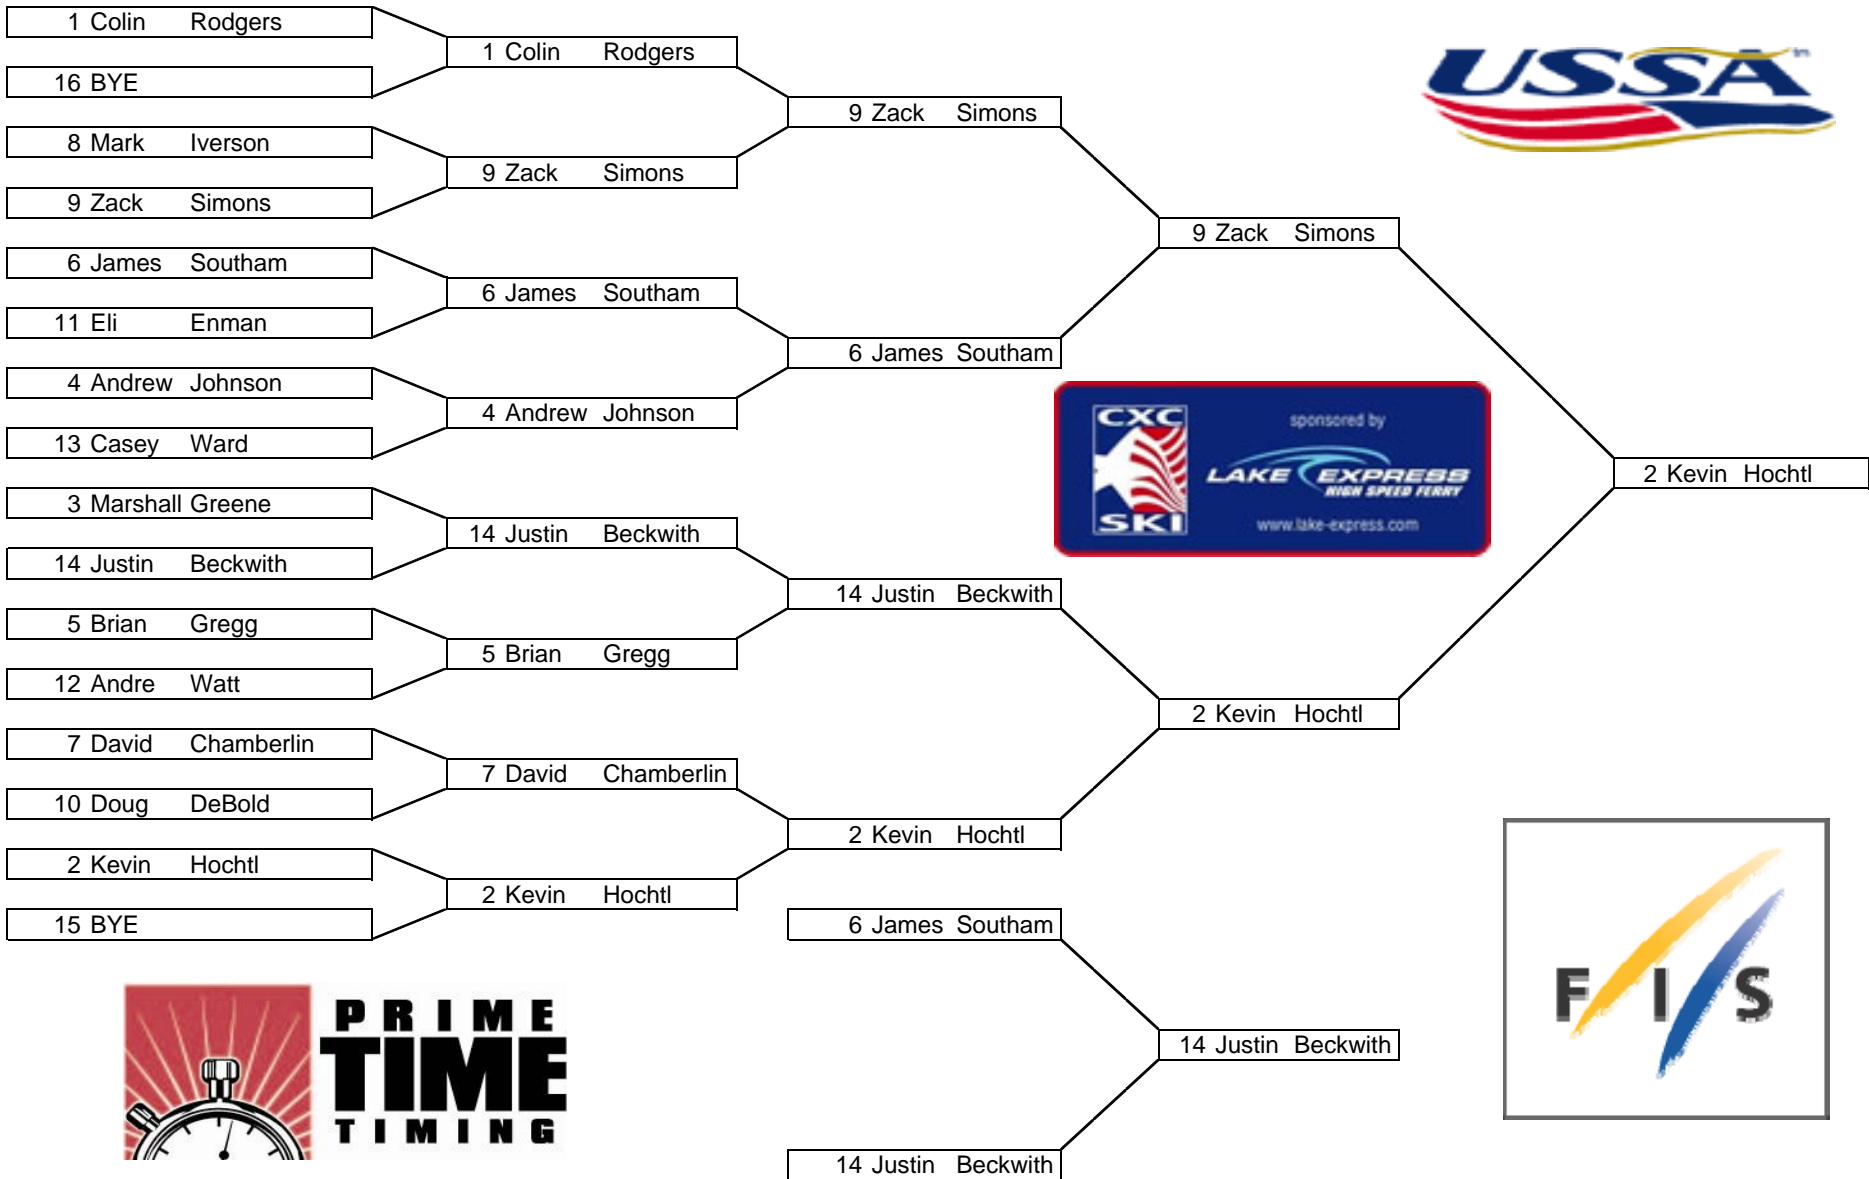 1 Colin Rodgers
16 BYE
8 Mark Iverson
9 Zack Simons
6 James Southam
11 Eli Enman
4 Andrew Johnson
13 Casey Ward
3 Marshall Greene
14 Justin Beckwith
5 Brian Gregg
12 Andre Watt
7 David Chamberlin
10 Doug DeBold
2 Kevin Hochtl
15 BYE
1 Colin Rodgers
9 Zack Simons
6 James Southam
4 Andrew Johnson
14 Justin Beckwith
5 Brian Gregg
7 David Chamberlin
2 Kevin Hochtl
9 Zack Simons
6 James Southam
14 Justin Beckwith
2 Kevin Hochtl
6 James Southam
14 Justin Beckwith
9 Zack Simons
2 Kevin Hochtl
14 Justin Beckwith
2 Kevin Hochtl
USSA
tm
CXC
SKI
sponsored by
LAKE EXPRESS
HIGH SPEED FERRY
www.lake-express.com
FIS
PRIME
TIME
TIMING